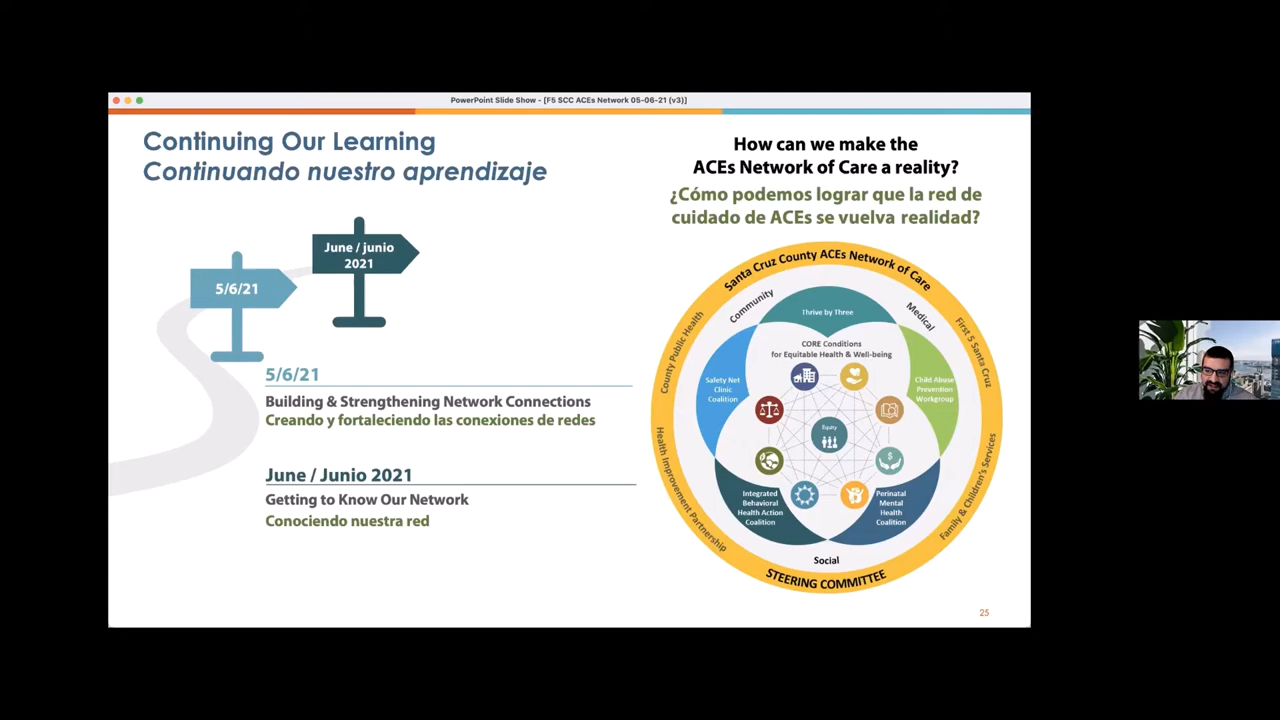 PowerPoint Slide Show - [F5 SCC ACEs Network 05-06-21 (v3)]
Continuing Our Learning
Continuando nuestro aprendizaje
June / junio
2021
5/6/21
5/6/21
Building & Strengthening Network Connections
Creando y fortaleciendo las conexiones de redes
June / Junio 2021
Getting to Know Our Network
Conociendo nuestra red
How can we make the
ACEs Network of Care a reality?
¿Cómo podemos lograr que la red de
cuidado de ACEs se vuelva realidad?
Santa Cruz County ACEs Network of Care
Community
Medical
County Public Health
First 5 Santa Cruz
Thrive by Three
CORE Conditions
for Equitable Health & Well-being
Safety Net
Clinic
Coalition
Child Abuse
Prevention
Workgroup
Equity
$
Integrated
Behavioral
Health Action
Coalition
Perinatal
Mental
Health
Coalition
Health Improvement Partnership
Family & Children's Services
Social
STEERING COMMITTEE
25